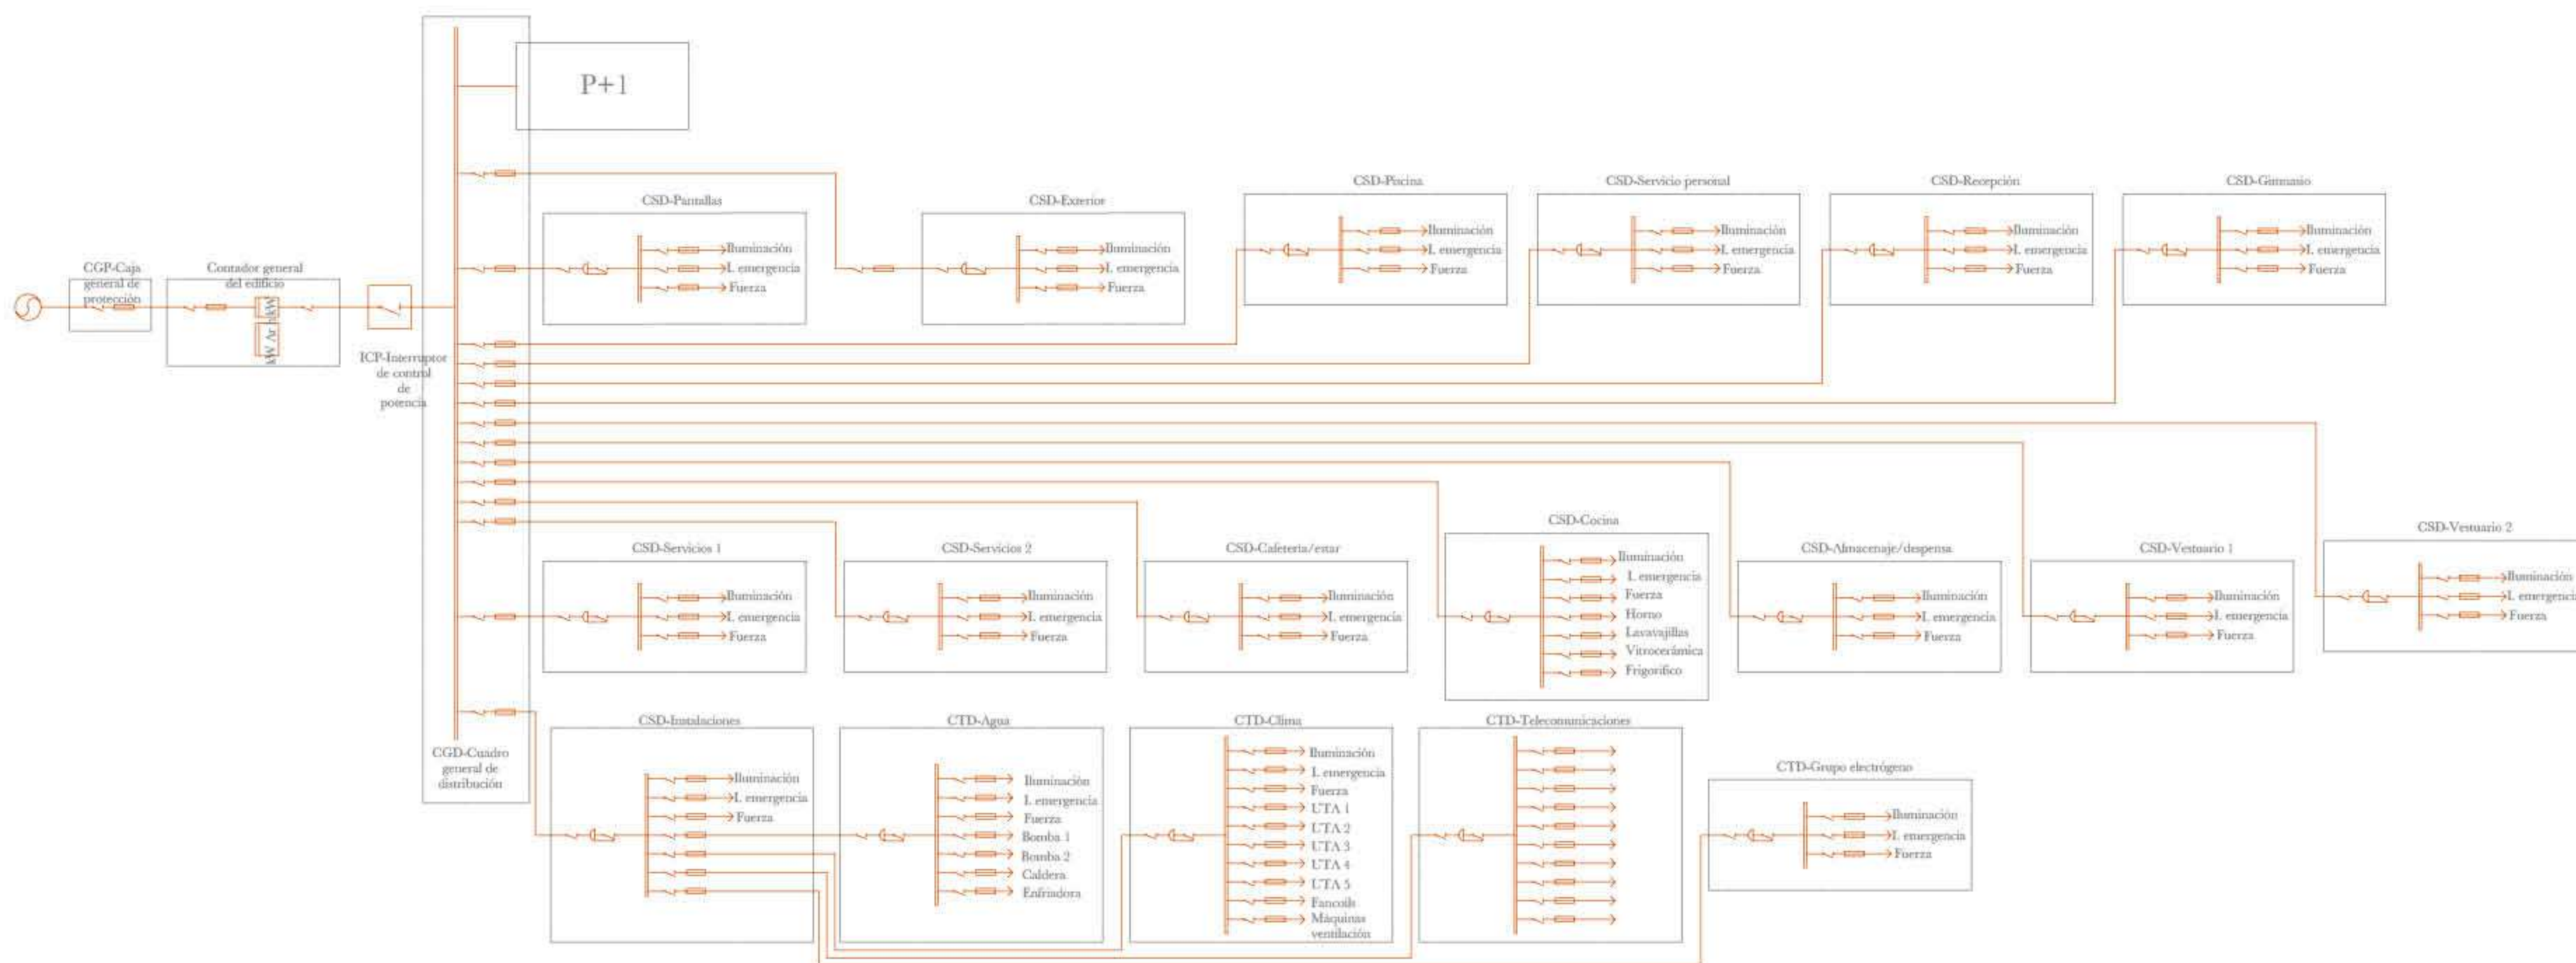 P+1
CGP-Caja
general de
protección
Contador general
del edificio
kW h
kW Ar
ICP-Interruptor
de control
de
potencia
CGD-Cuadro
general de
distribución
CSD-Pantallas
Iluminación
I. emergencia
Fuerza
CSD-Exterior
Iluminación
I. emergencia
Fuerza
CSD-Piscina
Iluminación
I. emergencia
Fuerza
CSD-Servicio personal
Iluminación
I. emergencia
Fuerza
CSD-Recepción
Iluminación
I. emergencia
Fuerza
CSD-Gimnasio
Iluminación
I. emergencia
Fuerza
CSD-Servicios 1
Iluminación
I. emergencia
Fuerza
CSD-Servicios 2
Iluminación
I. emergencia
Fuerza
CSD-Cafetería/estar
Iluminación
I. emergencia
Fuerza
CSD-Cocina
Iluminación
I. emergencia
Fuerza
Horno
Lavavajillas
Vitrocerámica
Frigorífico
CSD-Almacenaje/despensa
Iluminación
I. emergencia
Fuerza
CSD-Vestuario 1
Iluminación
I. emergencia
Fuerza
CSD-Vestuario 2
Iluminación
I. emergencia
Fuerza
CSD-Instalaciones
Iluminación
I. emergencia
Fuerza
CTD-Agua
Iluminación
I. emergencia
Fuerza
Bomba 1
Bomba 2
Caldera
Enfriadora
CTD-Clima
Iluminación
I. emergencia
Fuerza
UTA 1
UTA 2
UTA 3
UTA 4
UTA 5
Fancoils
Máquinas
ventilación
CTD-Telecomunicaciones
CTD-Grupo electrógeno
Iluminación
I. emergencia
Fuerza